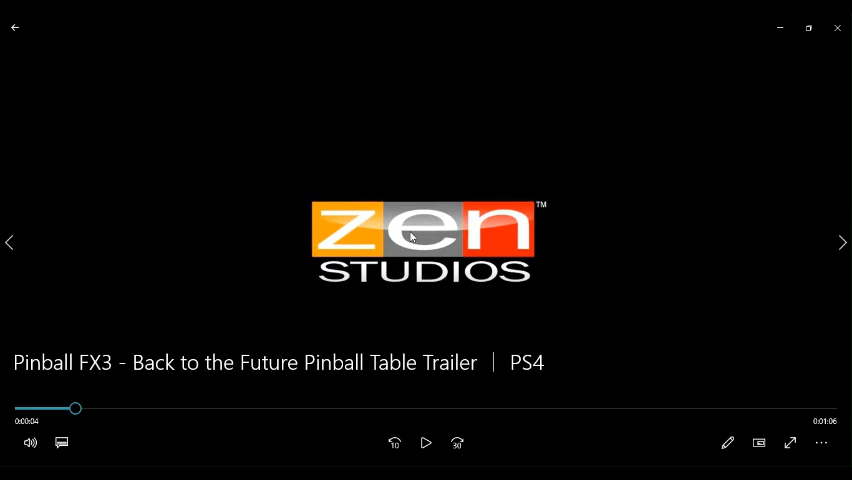 zen™
STUDIOS
Pinball FX3 - Back to the Future Pinball Table Trailer | PS4
0:00:04
0:01:06
10
30